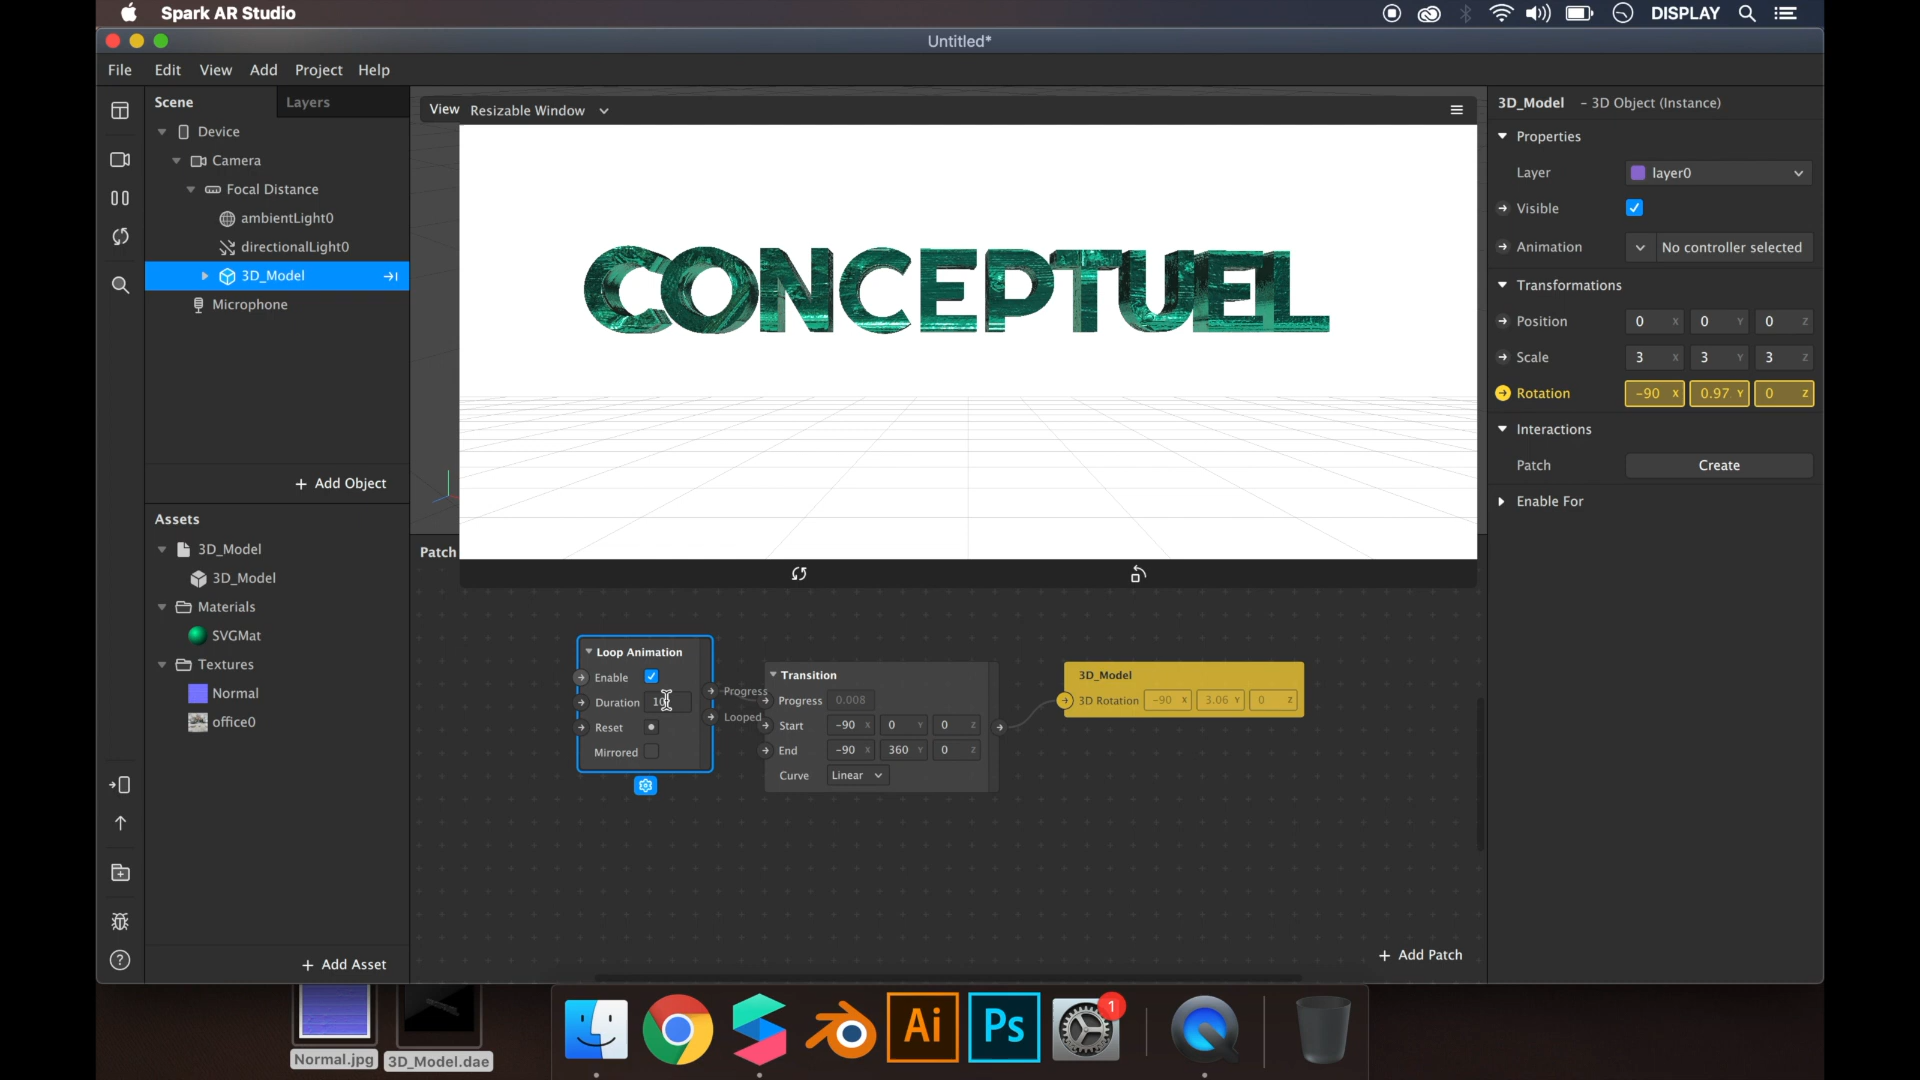 Spark AR Studio
DISPLAY
Untitled*
File Edit View Add Project Help
Scene Layers
Device
Camera
Focal Distance
ambientLight0
directionalLight0
3D_Model
Microphone
+ Add Object
Assets
3D_Model
3D_Model
Materials
SVGMat
Textures
Normal
office0
+ Add Asset
View Resizable Window
CONCEPTUEL
Patch
Loop Animation
Enable
Duration 10
Reset
Mirrored
Progress
Looped
Transition
Progress 0.008
Start -90 X 0 Y 0 Z
End -90 X 360 Y 0 Z
Curve Linear
3D_Model
3D Rotation -90 X 3.06 Y 0 Z
+ Add Patch
3D_Model – 3D Object (Instance)
Properties
Layer layer0
Visible
Animation No controller selected
Transformations
Position 0 X 0 Y 0 Z
Scale 3 X 3 Y 3 Z
Rotation -90 X 0.97 Y 0 Z
Interactions
Patch Create
Enable For
Normal.jpg
3D_Model.dae
Ai
Ps
1